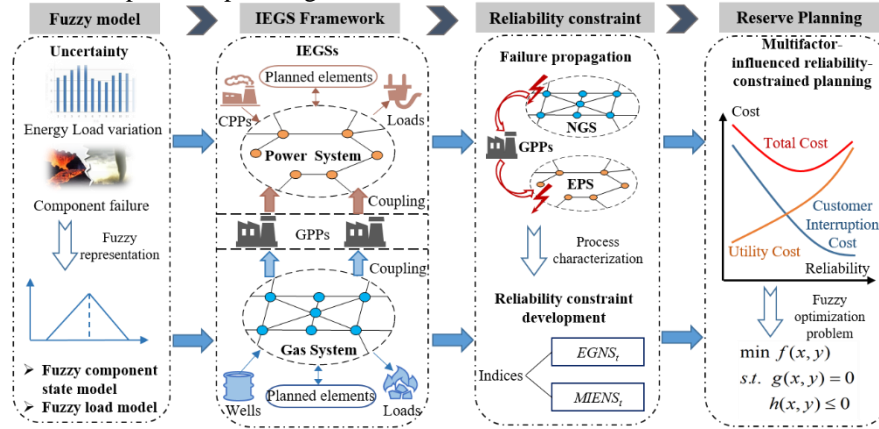 Fuzzy model
IEGS Framework
Reliability constraint
Reserve Planning
Uncertainty
Energy Load variation
Component failure
Fuzzy
representation
➢ Fuzzy component
state model
➢ Fuzzy load model
IEGSs
Planned elements
CPPs
Loads
Power System
Coupling
GPPs
Coupling
Gas System
Wells
Planned elements
Loads
Failure propagation
NGS
GPPs
EPS
Process
characterization
Reliability constraint
development
Indices
EGNS_t
MIENS_t
Multifactor-
influenced reliability-
constrained planning
Cost
Total Cost
Customer
Interruption
Cost
Utility Cost
Reliability
Fuzzy
optimization
problem
min f(x, y)
s.t. g(x, y) = 0
h(x, y) ≤ 0